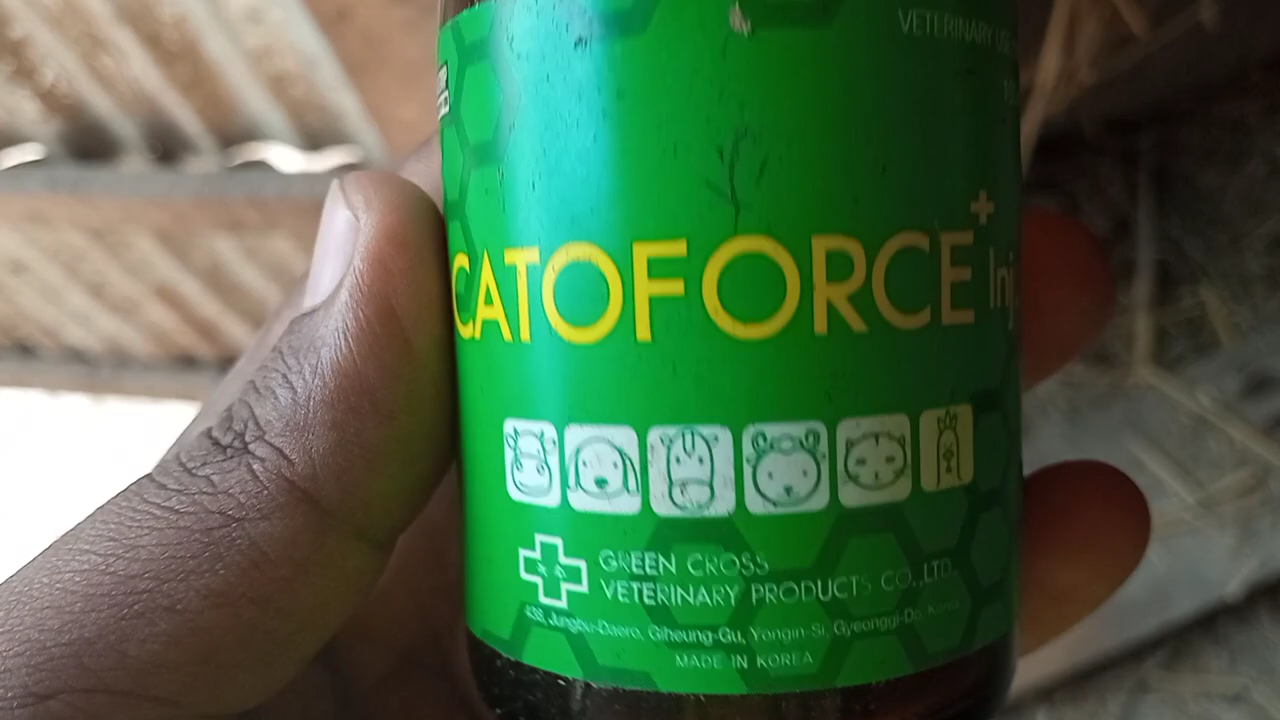 VETERINARY USE
CATOFORCE+ Inj.
GREEN CROSS
VETERINARY PRODUCTS CO.,LTD.
438, Jungbu-Daero, Giheung-Gu, Yongin-Si, Gyeonggi-Do, Korea
MADE IN KOREA